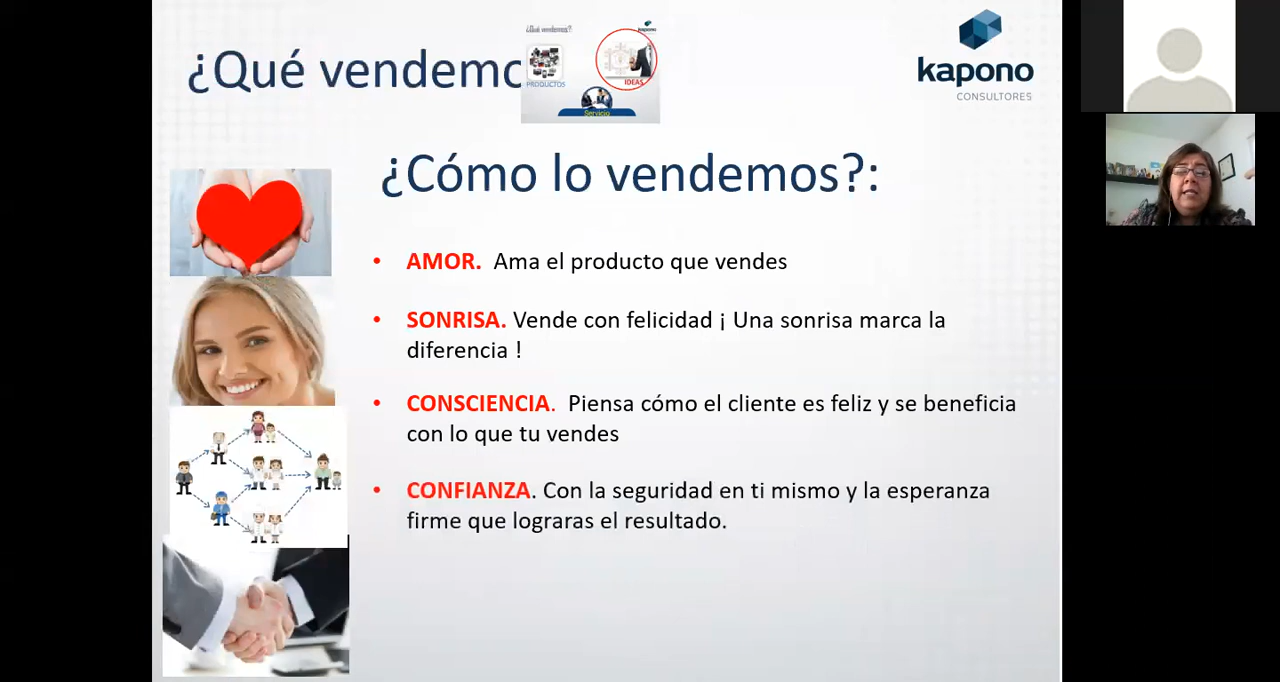 ¿Qué vendemo
¿Qué vendemos?
kapono
PRODUCTOS
IDEAS
Servicio
kapono
CONSULTORES
¿Cómo lo vendemos?:
• AMOR. Ama el producto que vendes
• SONRISA. Vende con felicidad ¡ Una sonrisa marca la
diferencia !
• CONSCIENCIA. Piensa cómo el cliente es feliz y se beneficia
con lo que tu vendes
• CONFIANZA. Con la seguridad en ti mismo y la esperanza
firme que lograras el resultado.